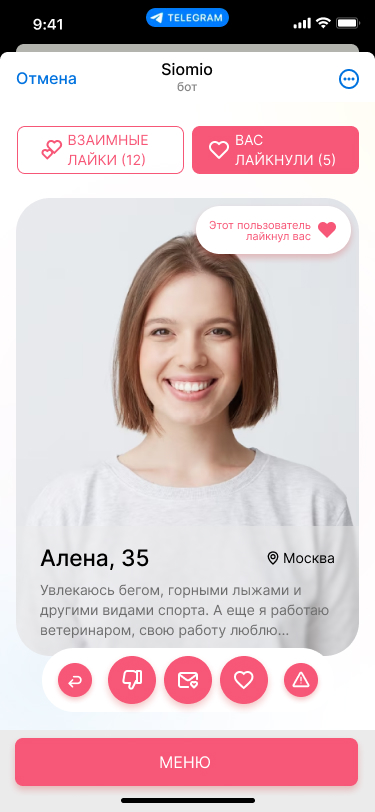 9:41
TELEGRAM
Отмена
Siomio
бот
ВЗАИМНЫЕ
ЛАЙКИ (12)
ВАС
ЛАЙКНУЛИ (5)
Этот пользователь
лайкнул вас
Алена, 35
Москва
Увлекаюсь бегом, горными лыжами и
другими видами спорта. А еще я работаю
ветеринаром, свою работу люблю...
МЕНЮ